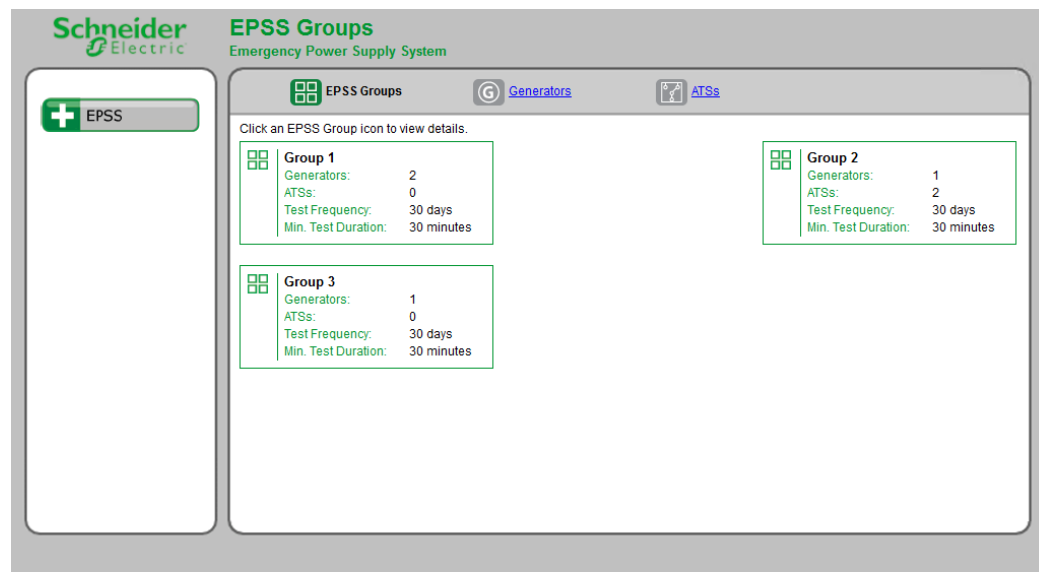 Schneider
Electric
EPSS Groups
Emergency Power Supply System
EPSS
EPSS Groups
G Generators
ATSs
Click an EPSS Group icon to view details.
Group 1
Generators: 2
ATSs: 0
Test Frequency: 30 days
Min. Test Duration: 30 minutes
Group 2
Generators: 1
ATSs: 2
Test Frequency: 30 days
Min. Test Duration: 30 minutes
Group 3
Generators: 1
ATSs: 0
Test Frequency: 30 days
Min. Test Duration: 30 minutes